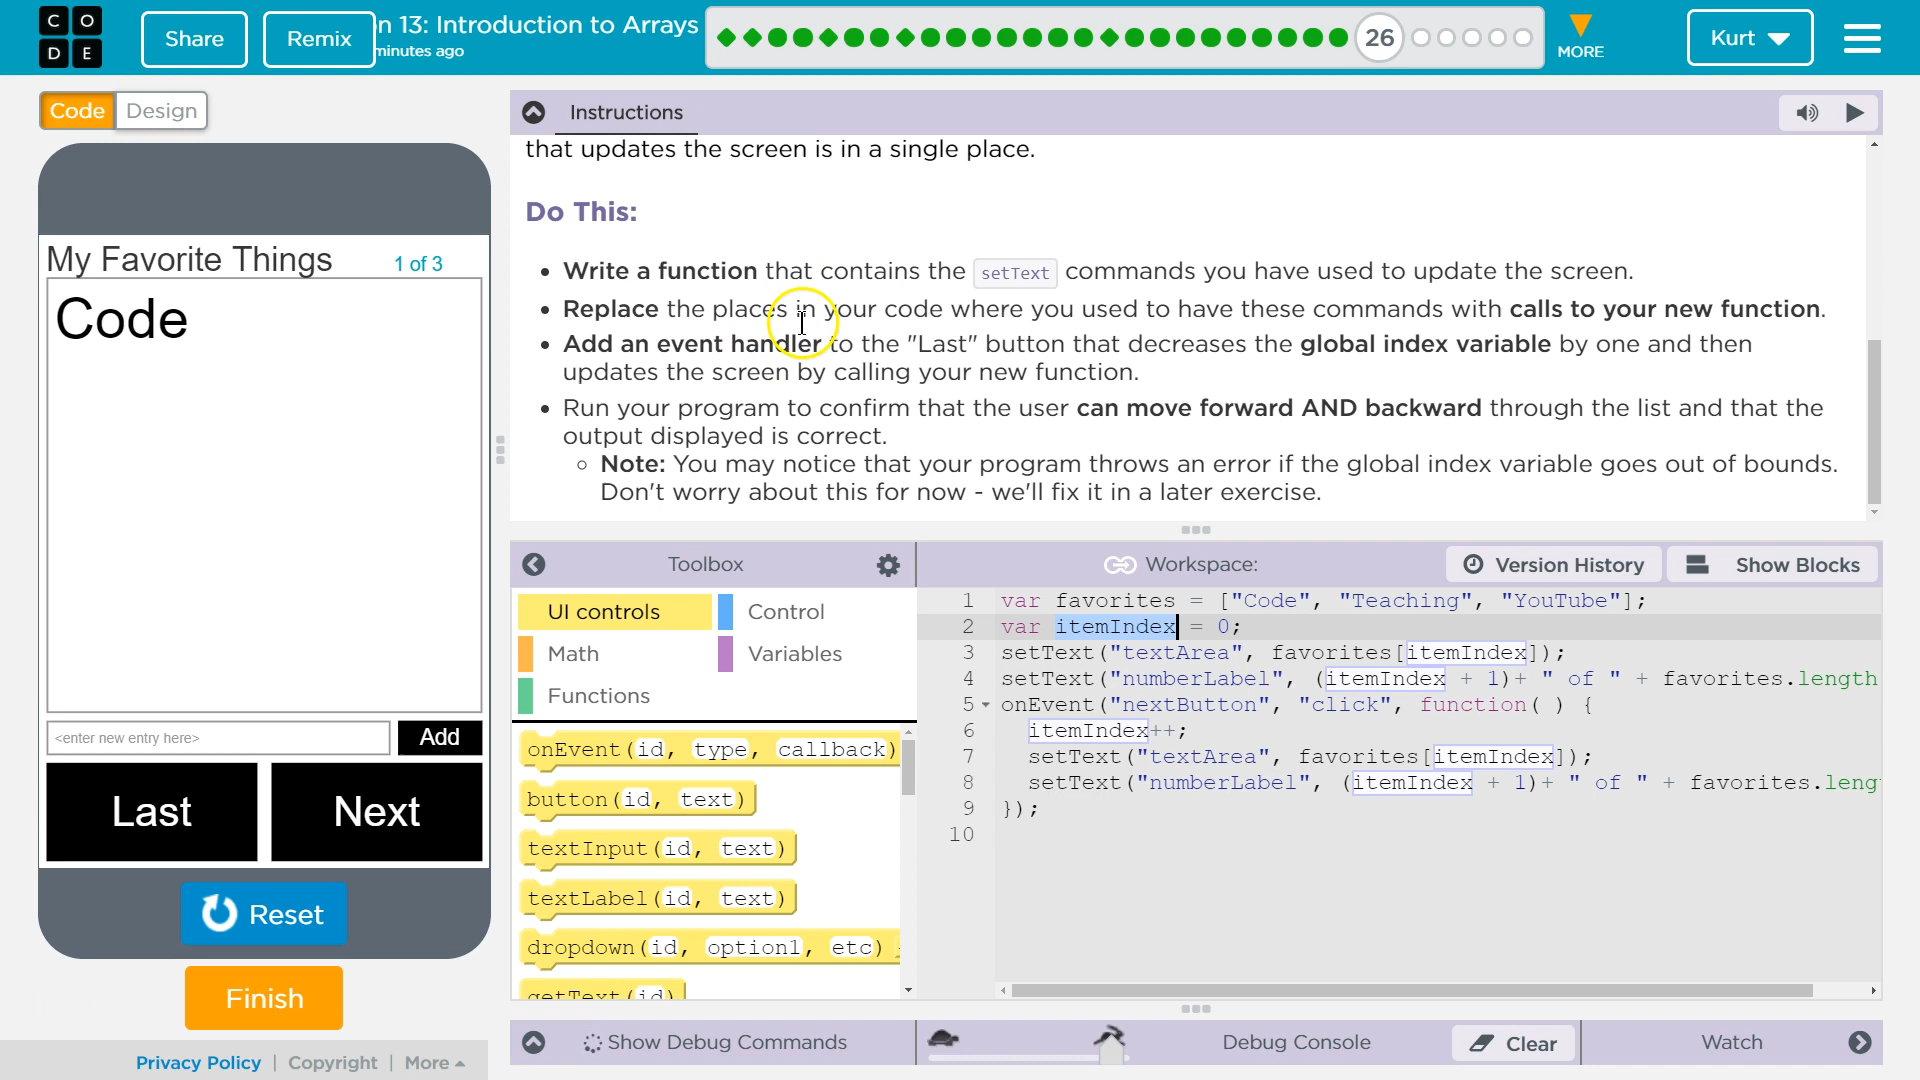 CODE
Share
Remix
n 13: Introduction to Arrays
minutes ago
26
MORE
Kurt
Code
Design
Instructions
that updates the screen is in a single place.
Do This:
Write a function that contains the setText commands you have used to update the screen.
Replace the places in your code where you used to have these commands with calls to your new function.
Add an event handler to the "Last" button that decreases the global index variable by one and then
updates the screen by calling your new function.
Run your program to confirm that the user can move forward AND backward through the list and that the
output displayed is correct.
Note: You may notice that your program throws an error if the global index variable goes out of bounds.
Don't worry about this for now - we'll fix it in a later exercise.
My Favorite Things
1 of 3
Code
<enter new entry here>
Add
Last
Next
Reset
Finish
Privacy Policy | Copyright | More
Toolbox
UI controls
Control
Math
Variables
Functions
onEvent(id, type, callback)
button(id, text)
textInput(id, text)
textLabel(id, text)
dropdown(id, option1, etc)
getText(id)
Workspace:
Version History
Show Blocks
1 var favorites = ["Code", "Teaching", "YouTube"];
2 var itemIndex = 0;
3 setText("textArea", favorites[itemIndex]);
4 setText("numberLabel", (itemIndex + 1)+ " of " + favorites.length
5 onEvent("nextButton", "click", function( ) {
6 itemIndex++;
7 setText("textArea", favorites[itemIndex]);
8 setText("numberLabel", (itemIndex + 1)+ " of " + favorites.leng
9 });
10
Show Debug Commands
Debug Console
Clear
Watch